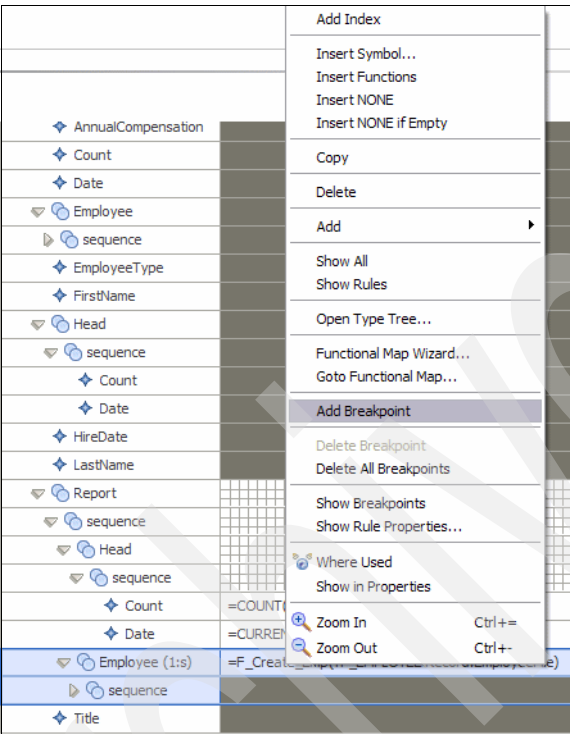 Add Index
Insert Symbol...
Insert Functions
Insert NONE
Insert NONE if Empty
Copy
Delete
Add
Show All
Show Rules
Open Type Tree...
Functional Map Wizard...
Goto Functional Map...
Add Breakpoint
Delete Breakpoint
Delete All Breakpoints
Show Breakpoints
Show Rule Properties...
Where Used
Show in Properties
Zoom In Ctrl+=
Zoom Out Ctrl+-
AnnualCompensation
Count
Date
Employee
sequence
EmployeeType
FirstName
Head
sequence
Count
Date
HireDate
LastName
Report
sequence
Head
sequence
Count =COUNT(
Date =CURREN
Employee (1:s)
sequence
Title